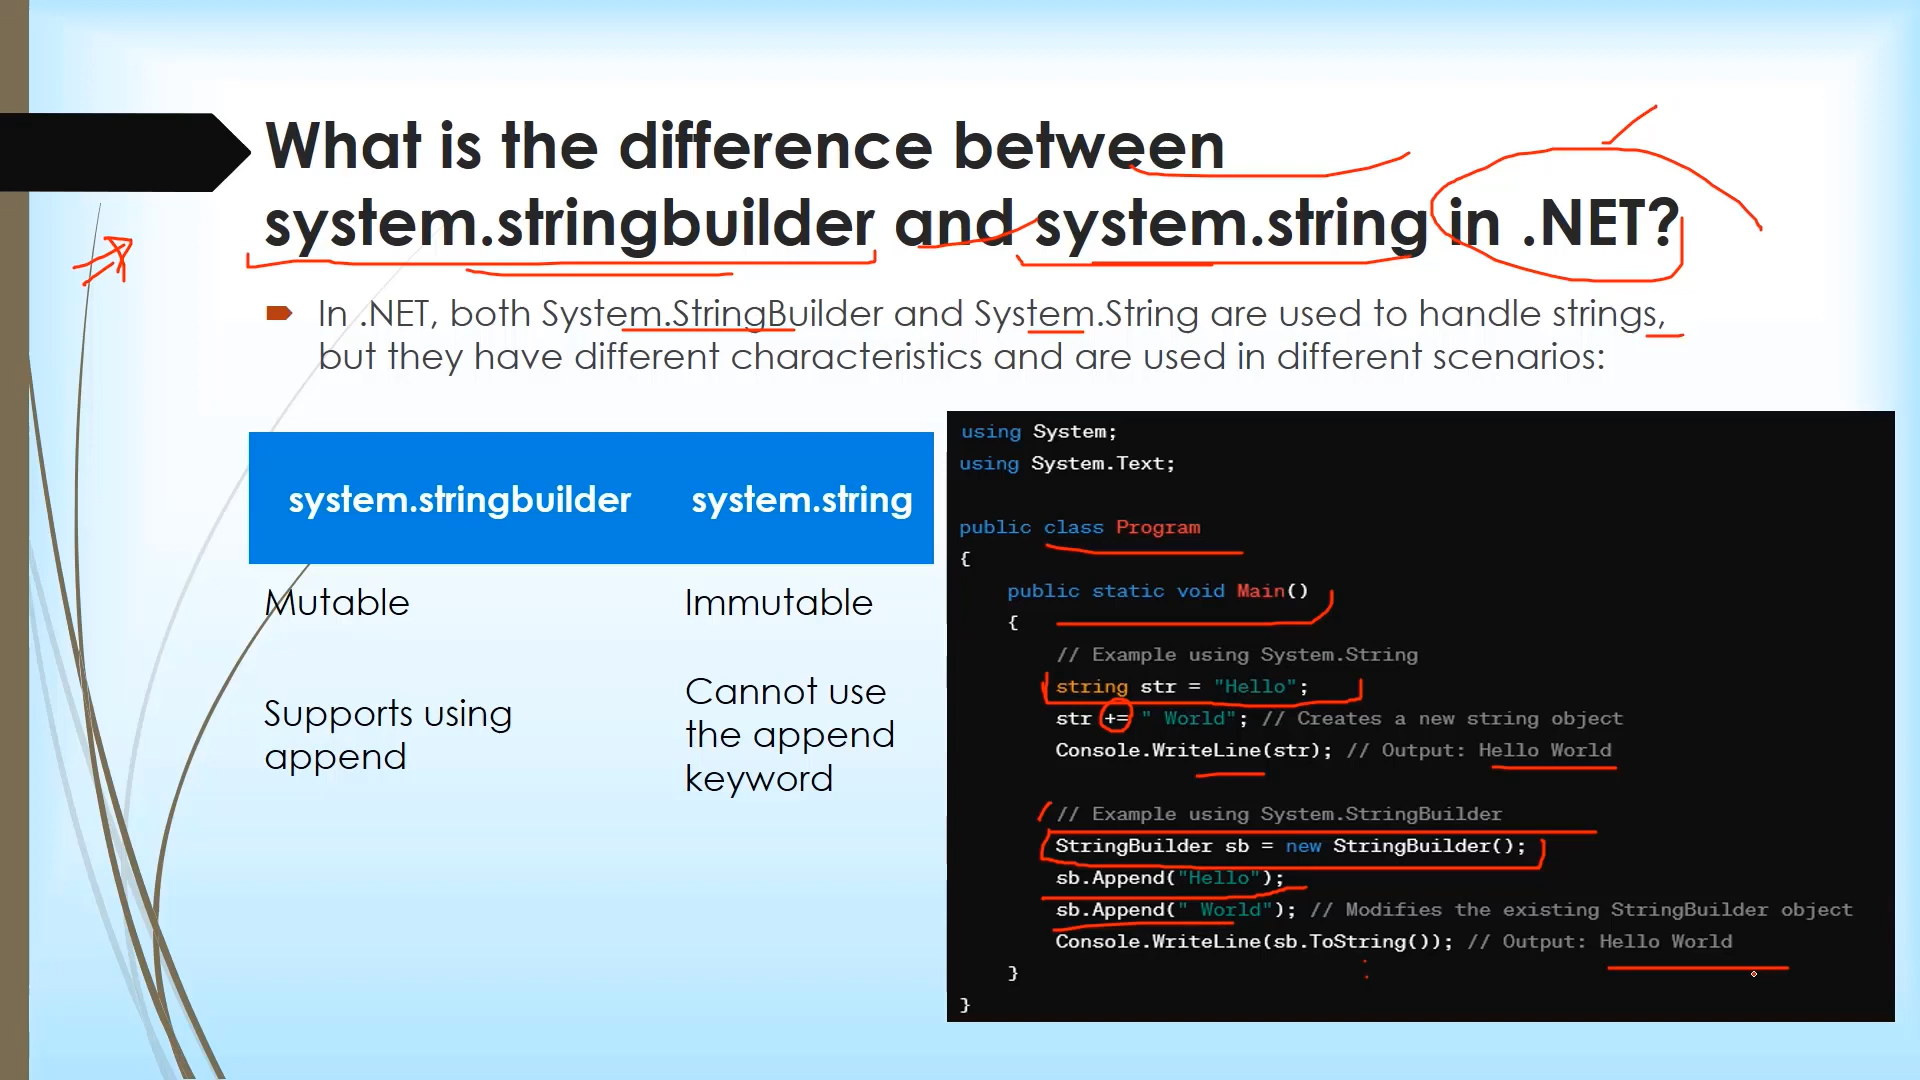 What is the difference between
system.stringbuilder and system.string in .NET?
In .NET, both System.StringBuilder and System.String are used to handle strings,
but they have different characteristics and are used in different scenarios:
system.stringbuilder system.string
Mutable Immutable
Supports using
append
Cannot use
the append
keyword
using System;
using System.Text;
public class Program
{
public static void Main()
{
// Example using System.String
string str = "Hello";
str += " World"; // Creates a new string object
Console.WriteLine(str); // Output: Hello World
// Example using System.StringBuilder
StringBuilder sb = new StringBuilder();
sb.Append("Hello");
sb.Append(" World"); // Modifies the existing StringBuilder object
Console.WriteLine(sb.ToString()); // Output: Hello World
}
}